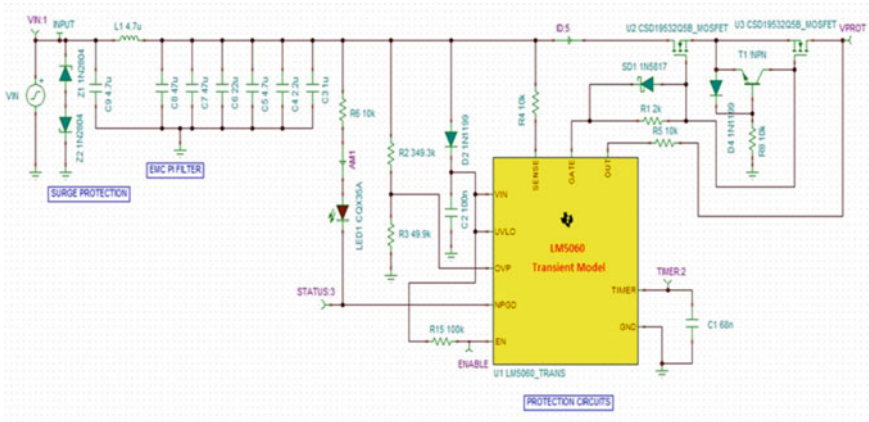 VIN:1
INPUT
L1 4.7u
ID:5
U2 CSD19532Q5B_MOSFET
U3 CSD19532Q5B_MOSFET
VPROT
VIN
+
Z1 1N2804
Z2 1N2804
C9 4.7u
C8 47u
C7 47u
C6 22u
C5 4.7u
C4 2.2u
C3 1u
R6 10k
AM1
LED1 CQX35A
R2 349.3k
R3 49.9k
D2 1N1199
C2 100n
R4 10k
SD1 1N5817
R1 2k
R5 10k
T1 !NPN
D4 1N1199
R8 10k
EMC PI FILTER
SURGE PROTECTION
SENSE
GATE
OUT
VIN
UVLO
OVP
NPGD
EN
TIMER
GND
LM5060
Transient Model
STATUS:3
R15 100k
ENABLE
U1 LM5060_TRANS
TIMER:2
C1 68n
PROTECTION CIRCUITS